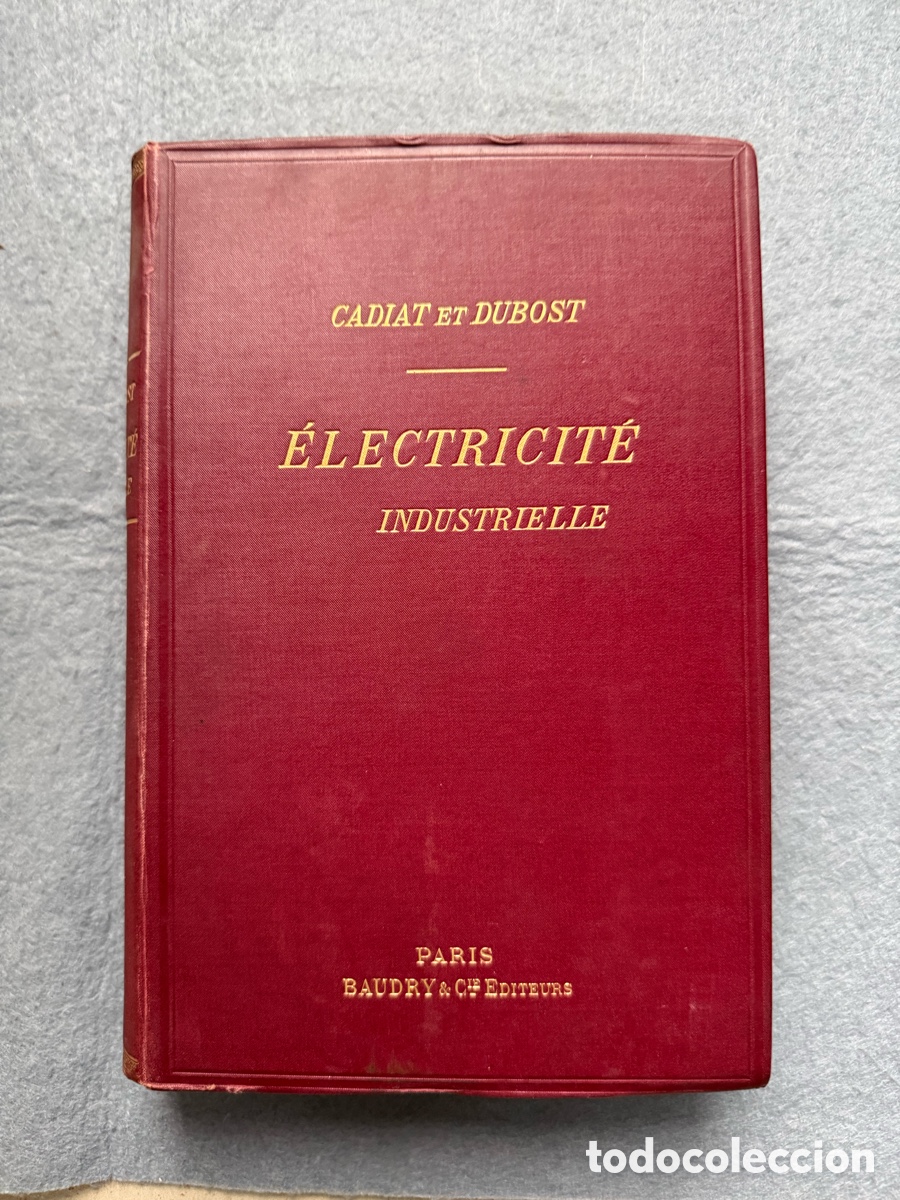 CADIAT ET DUBOST
ÉLECTRICITÉ
INDUSTRIELLE
PARIS
BAUDRY & CIE EDITEURS
todocoleccion